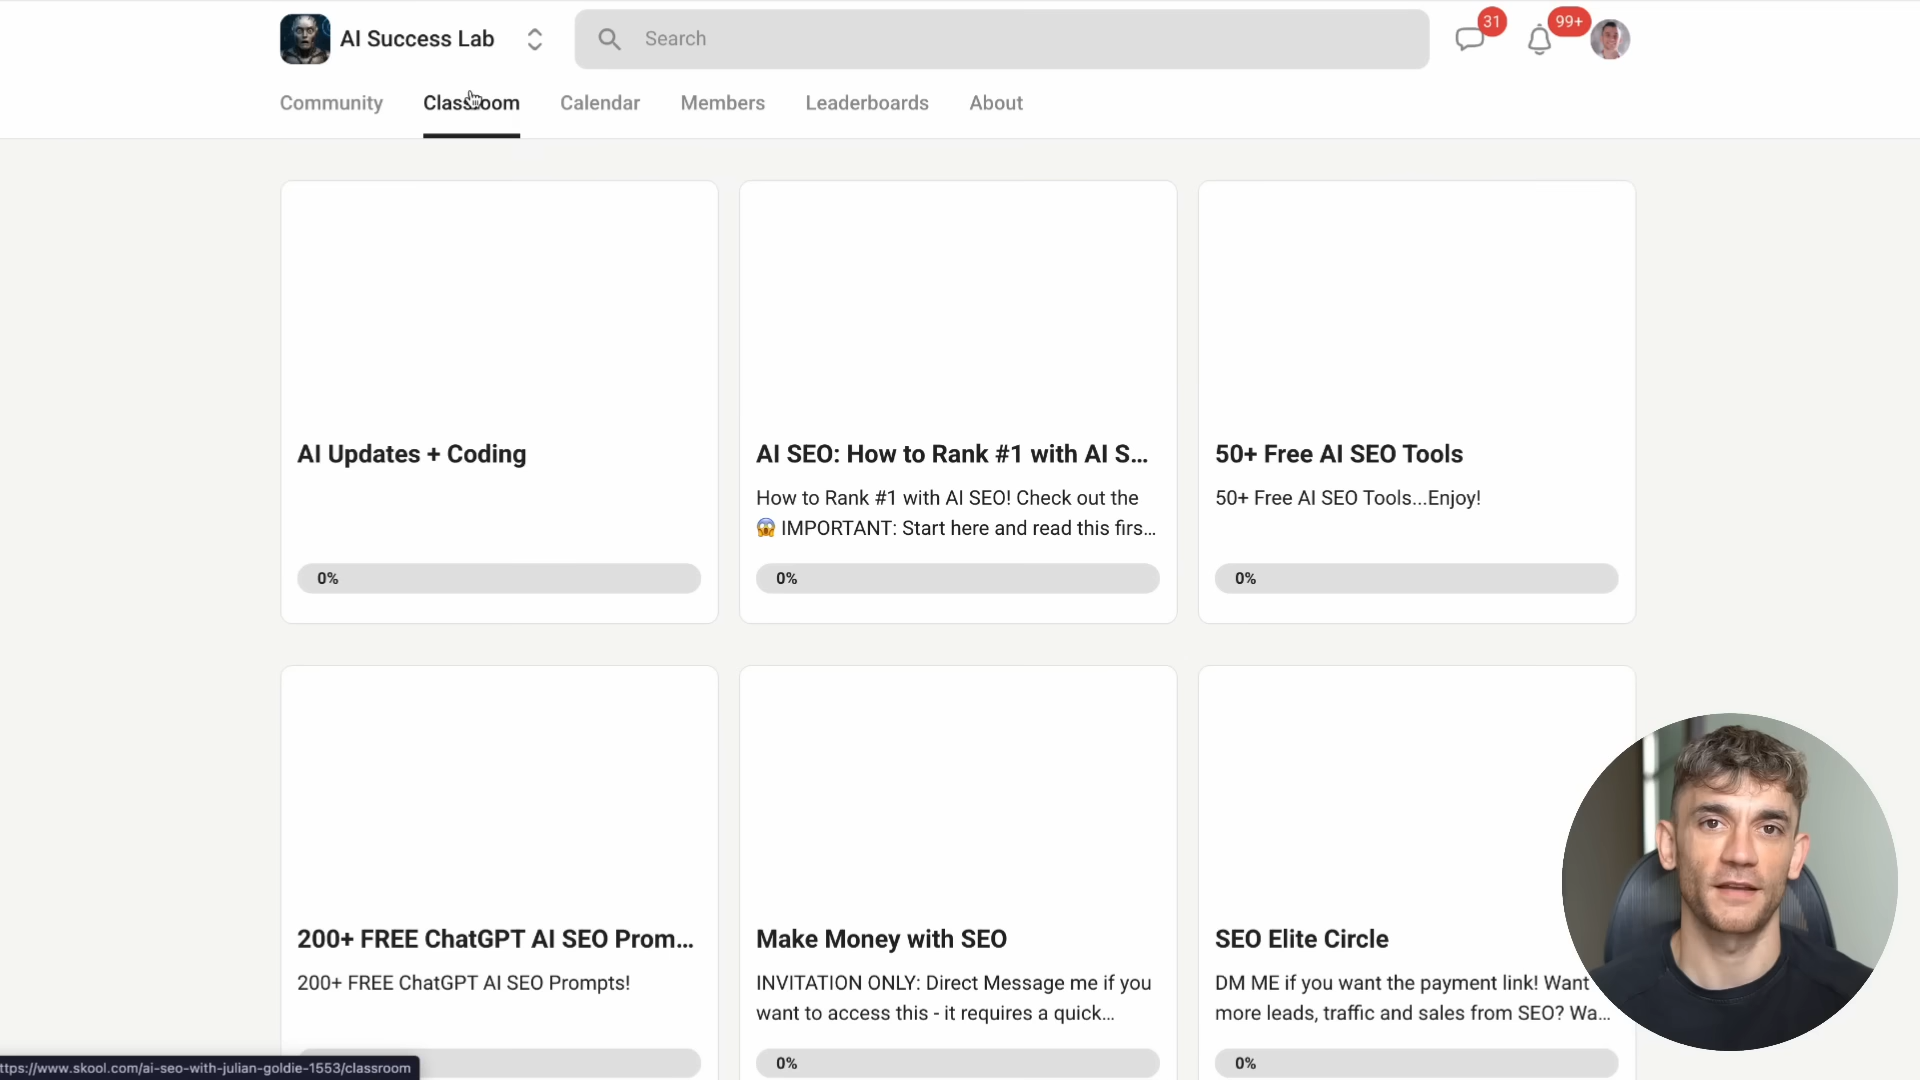 AI Success Lab
Search
31
99+
Community
Classroom
Calendar
Members
Leaderboards
About
AI Updates + Coding
0%
AI SEO: How to Rank #1 with AI S...
How to Rank #1 with AI SEO! Check out the
😱 IMPORTANT: Start here and read this firs...
0%
50+ Free AI SEO Tools
50+ Free AI SEO Tools...Enjoy!
0%
200+ FREE ChatGPT AI SEO Prom...
200+ FREE ChatGPT AI SEO Prompts!
Make Money with SEO
INVITATION ONLY: Direct Message me if you
want to access this - it requires a quick...
0%
SEO Elite Circle
DM ME if you want the payment link! Want
more leads, traffic and sales from SEO? Wa...
0%
ttps://www.skool.com/ai-seo-with-julian-goldie-1553/classroom